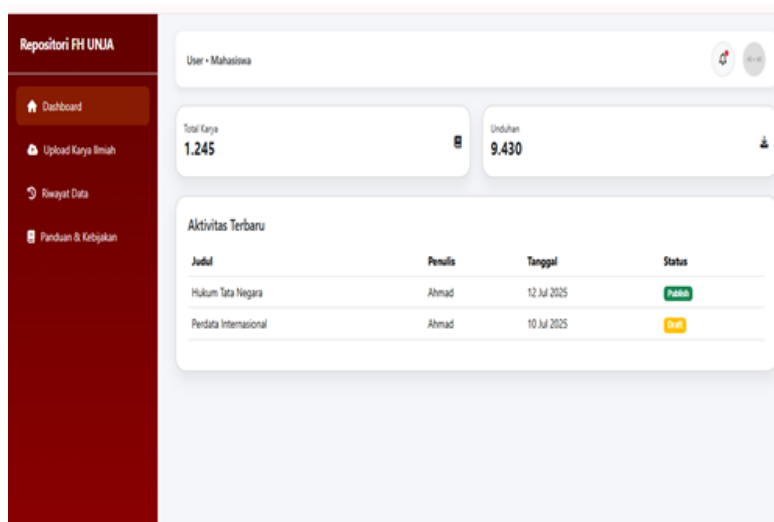 Repositori FH UNJA
Dashboard
Upload Karya Ilmiah
Riwayat Data
Panduan & Kebijakan
User • Mahasiswa
Total Karya
1.245
Unduhan
9.430
Aktivitas Terbaru
Judul Penulis Tanggal Status
Hukum Tata Negara Ahmad 12 Jul 2025 Publish
Perdata Internasional Ahmad 10 Jul 2025 Draft